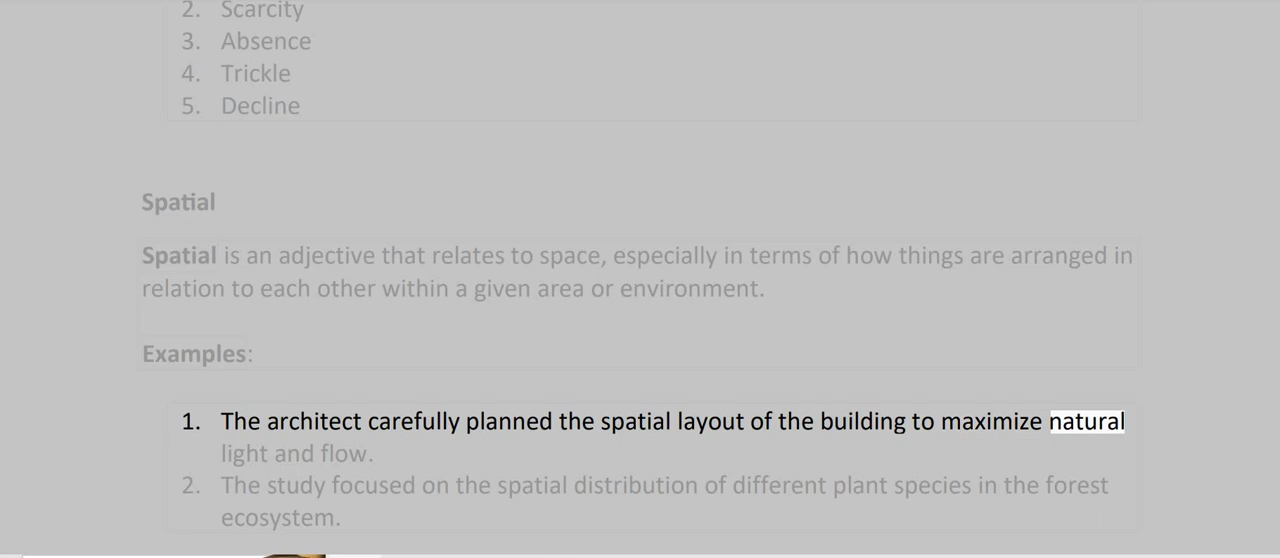 2. Scarcity
3. Absence
4. Trickle
5. Decline
Spatial
Spatial is an adjective that relates to space, especially in terms of how things are arranged in
relation to each other within a given area or environment.
Examples:
1. The architect carefully planned the spatial layout of the building to maximize natural
light and flow.
2. The study focused on the spatial distribution of different plant species in the forest
ecosystem.